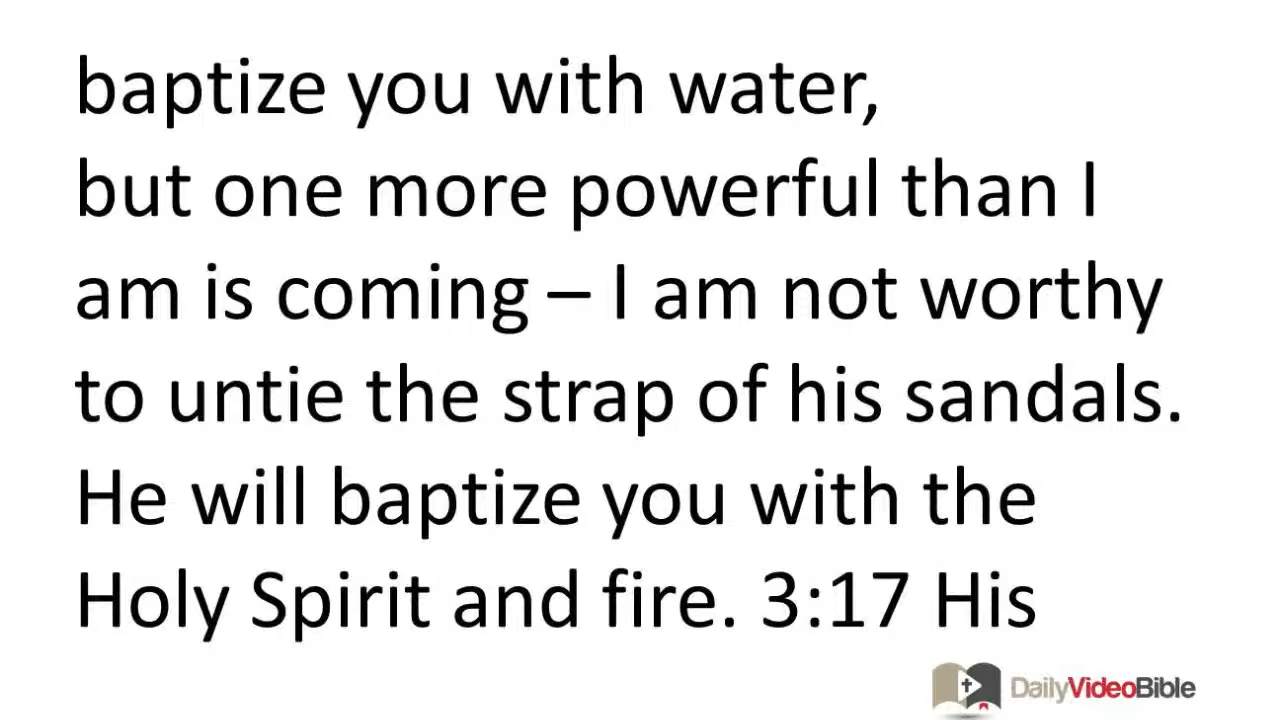 baptize you with water,
but one more powerful than I
am is coming – I am not worthy
to untie the strap of his sandals.
He will baptize you with the
Holy Spirit and fire. 3:17 His
DailyVideoBible